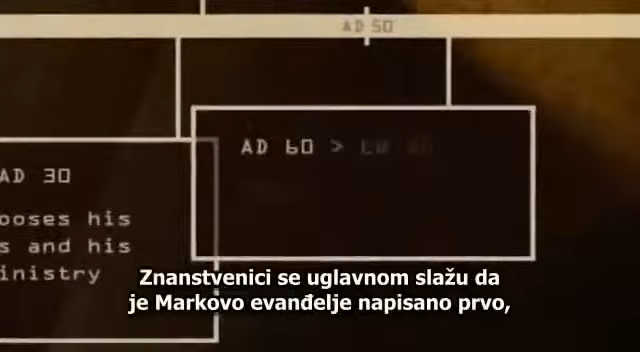 AD 50
AD 60 >
AD 30
ooses his
s and his
inistry
Znanstvenici se uglavnom slažu da
je Markovo evanđelje napisano prvo,